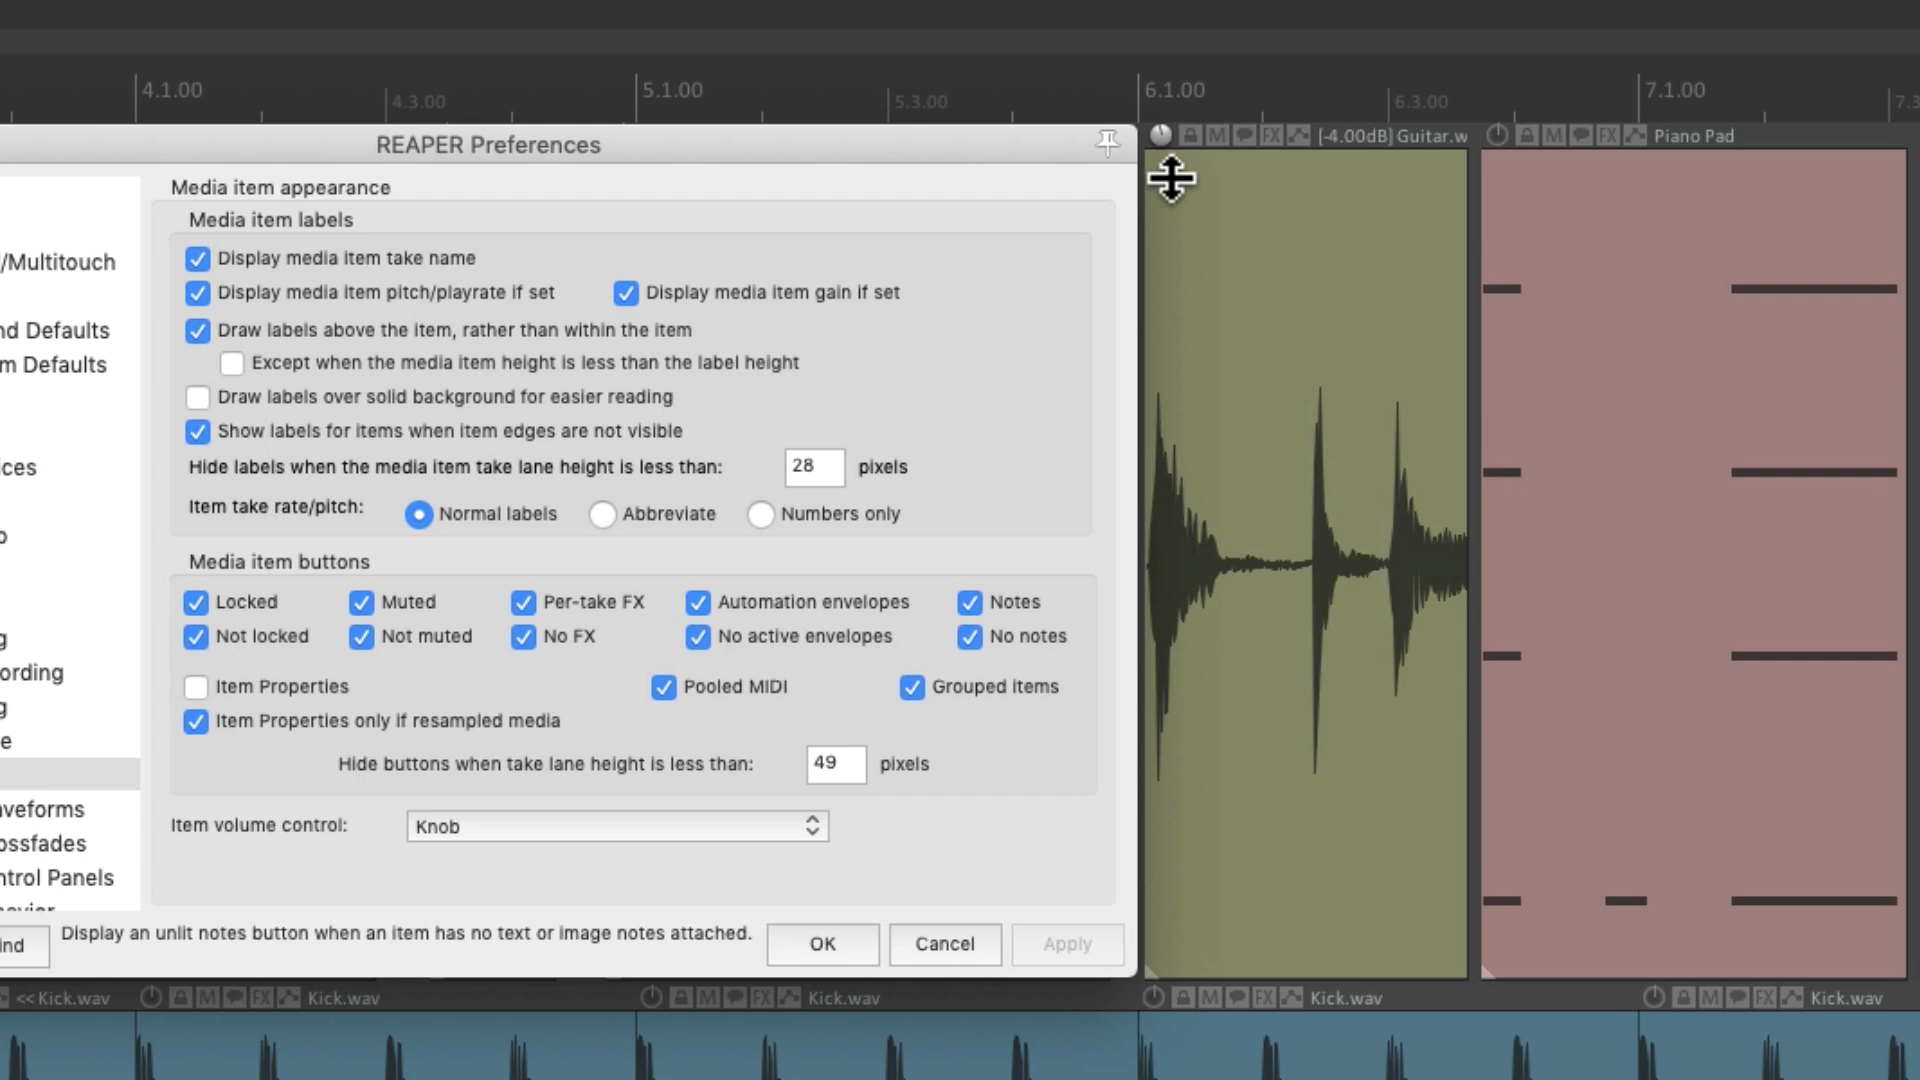 4.1.00 4.3.00 5.1.00 5.3.00 6.1.00 6.3.00 7.1.00 7.3
REAPER Preferences
M FX [-4.00dB] Guitar.w
M FX Piano Pad
/Multitouch
nd Defaults
m Defaults
ices
o
g
ording
g
e
aveforms
ossfades
ntrol Panels
ind
Media item appearance
Media item labels
Display media item take name
Display media item pitch/playrate if set
Display media item gain if set
Draw labels above the item, rather than within the item
Except when the media item height is less than the label height
Draw labels over solid background for easier reading
Show labels for items when item edges are not visible
Hide labels when the media item take lane height is less than: 28 pixels
Item take rate/pitch: Normal labels Abbreviate Numbers only
Media item buttons
Locked Muted Per-take FX Automation envelopes Notes
Not locked Not muted No FX No active envelopes No notes
Item Properties Pooled MIDI Grouped items
Item Properties only if resampled media
Hide buttons when take lane height is less than: 49 pixels
Item volume control: Knob
Display an unlit notes button when an item has no text or image notes attached.
OK Cancel Apply
<< Kick.wav
M FX Kick.wav
M FX Kick.wav
M FX Kick.wav
M FX Kick.wav